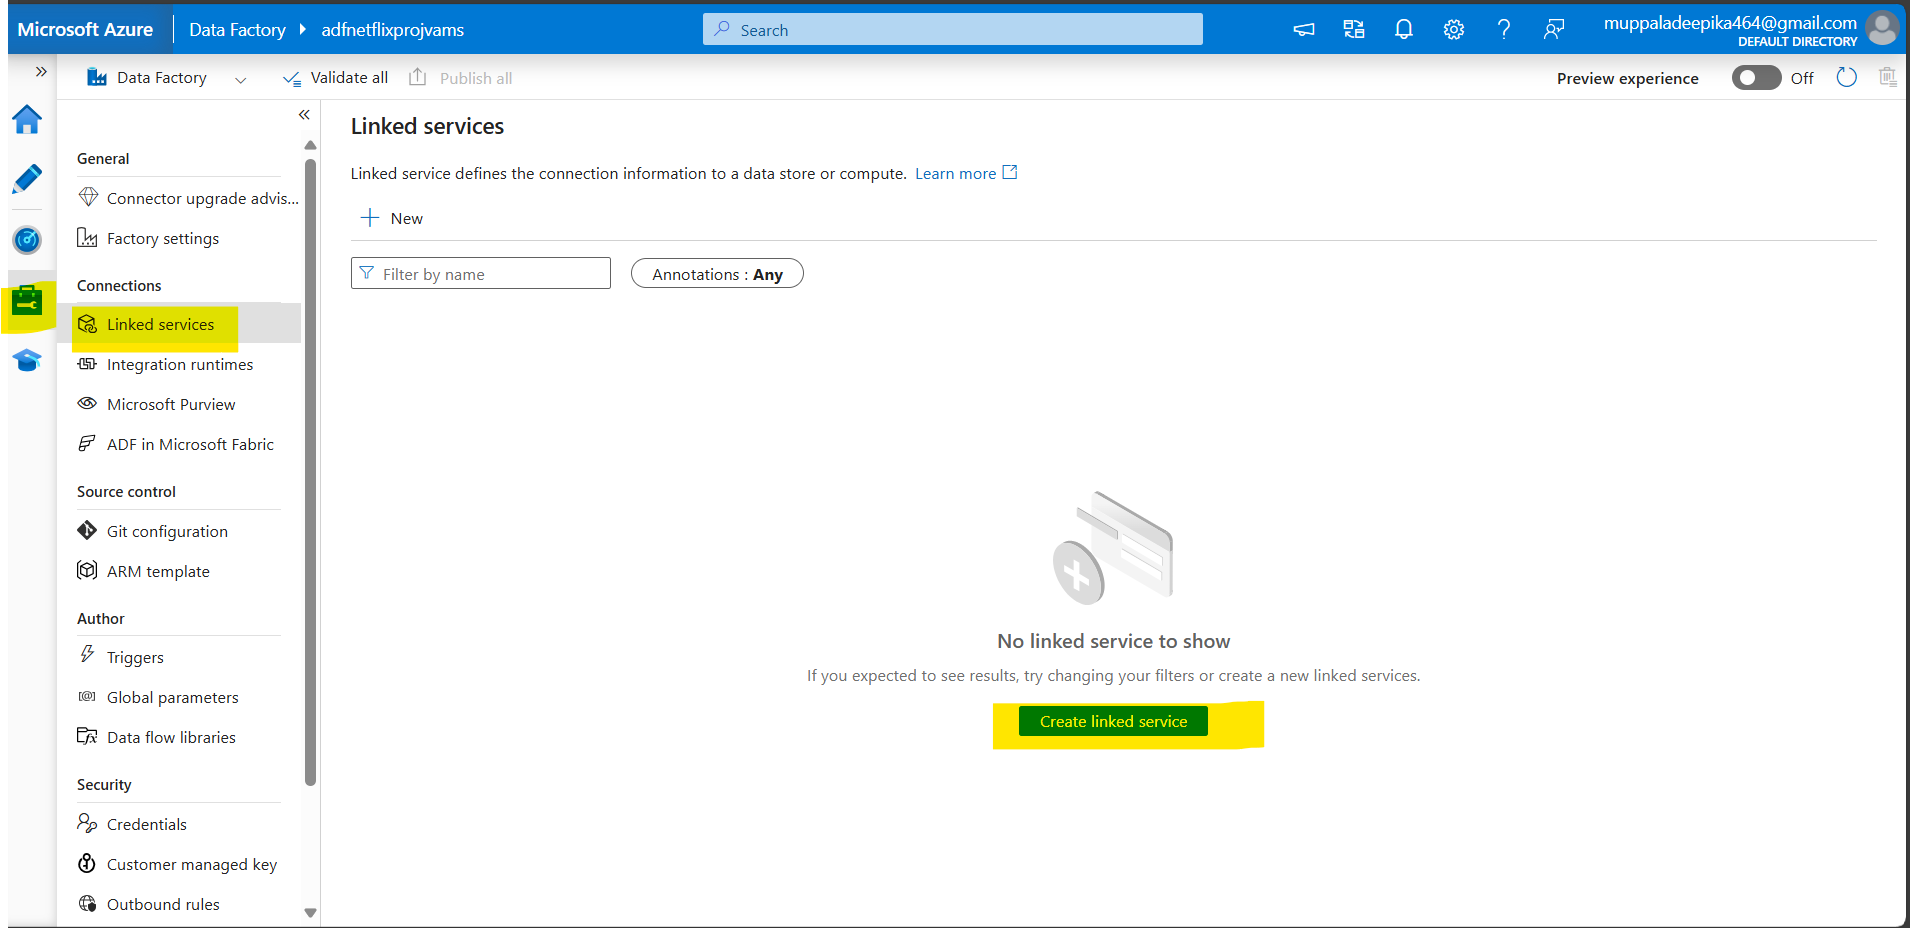 Microsoft Azure
Data Factory
adfnetflixprojvams
Search
muppaladeepika464@gmail.com
DEFAULT DIRECTORY
Data Factory
Validate all
Publish all
Preview experience
Off
General
Connector upgrade advis...
Factory settings
Connections
Linked services
Integration runtimes
Microsoft Purview
ADF in Microsoft Fabric
Source control
Git configuration
ARM template
Author
Triggers
Global parameters
Data flow libraries
Security
Credentials
Customer managed key
Outbound rules
Linked services
Linked service defines the connection information to a data store or compute. Learn more
New
Filter by name
Annotations : Any
No linked service to show
If you expected to see results, try changing your filters or create a new linked services.
Create linked service